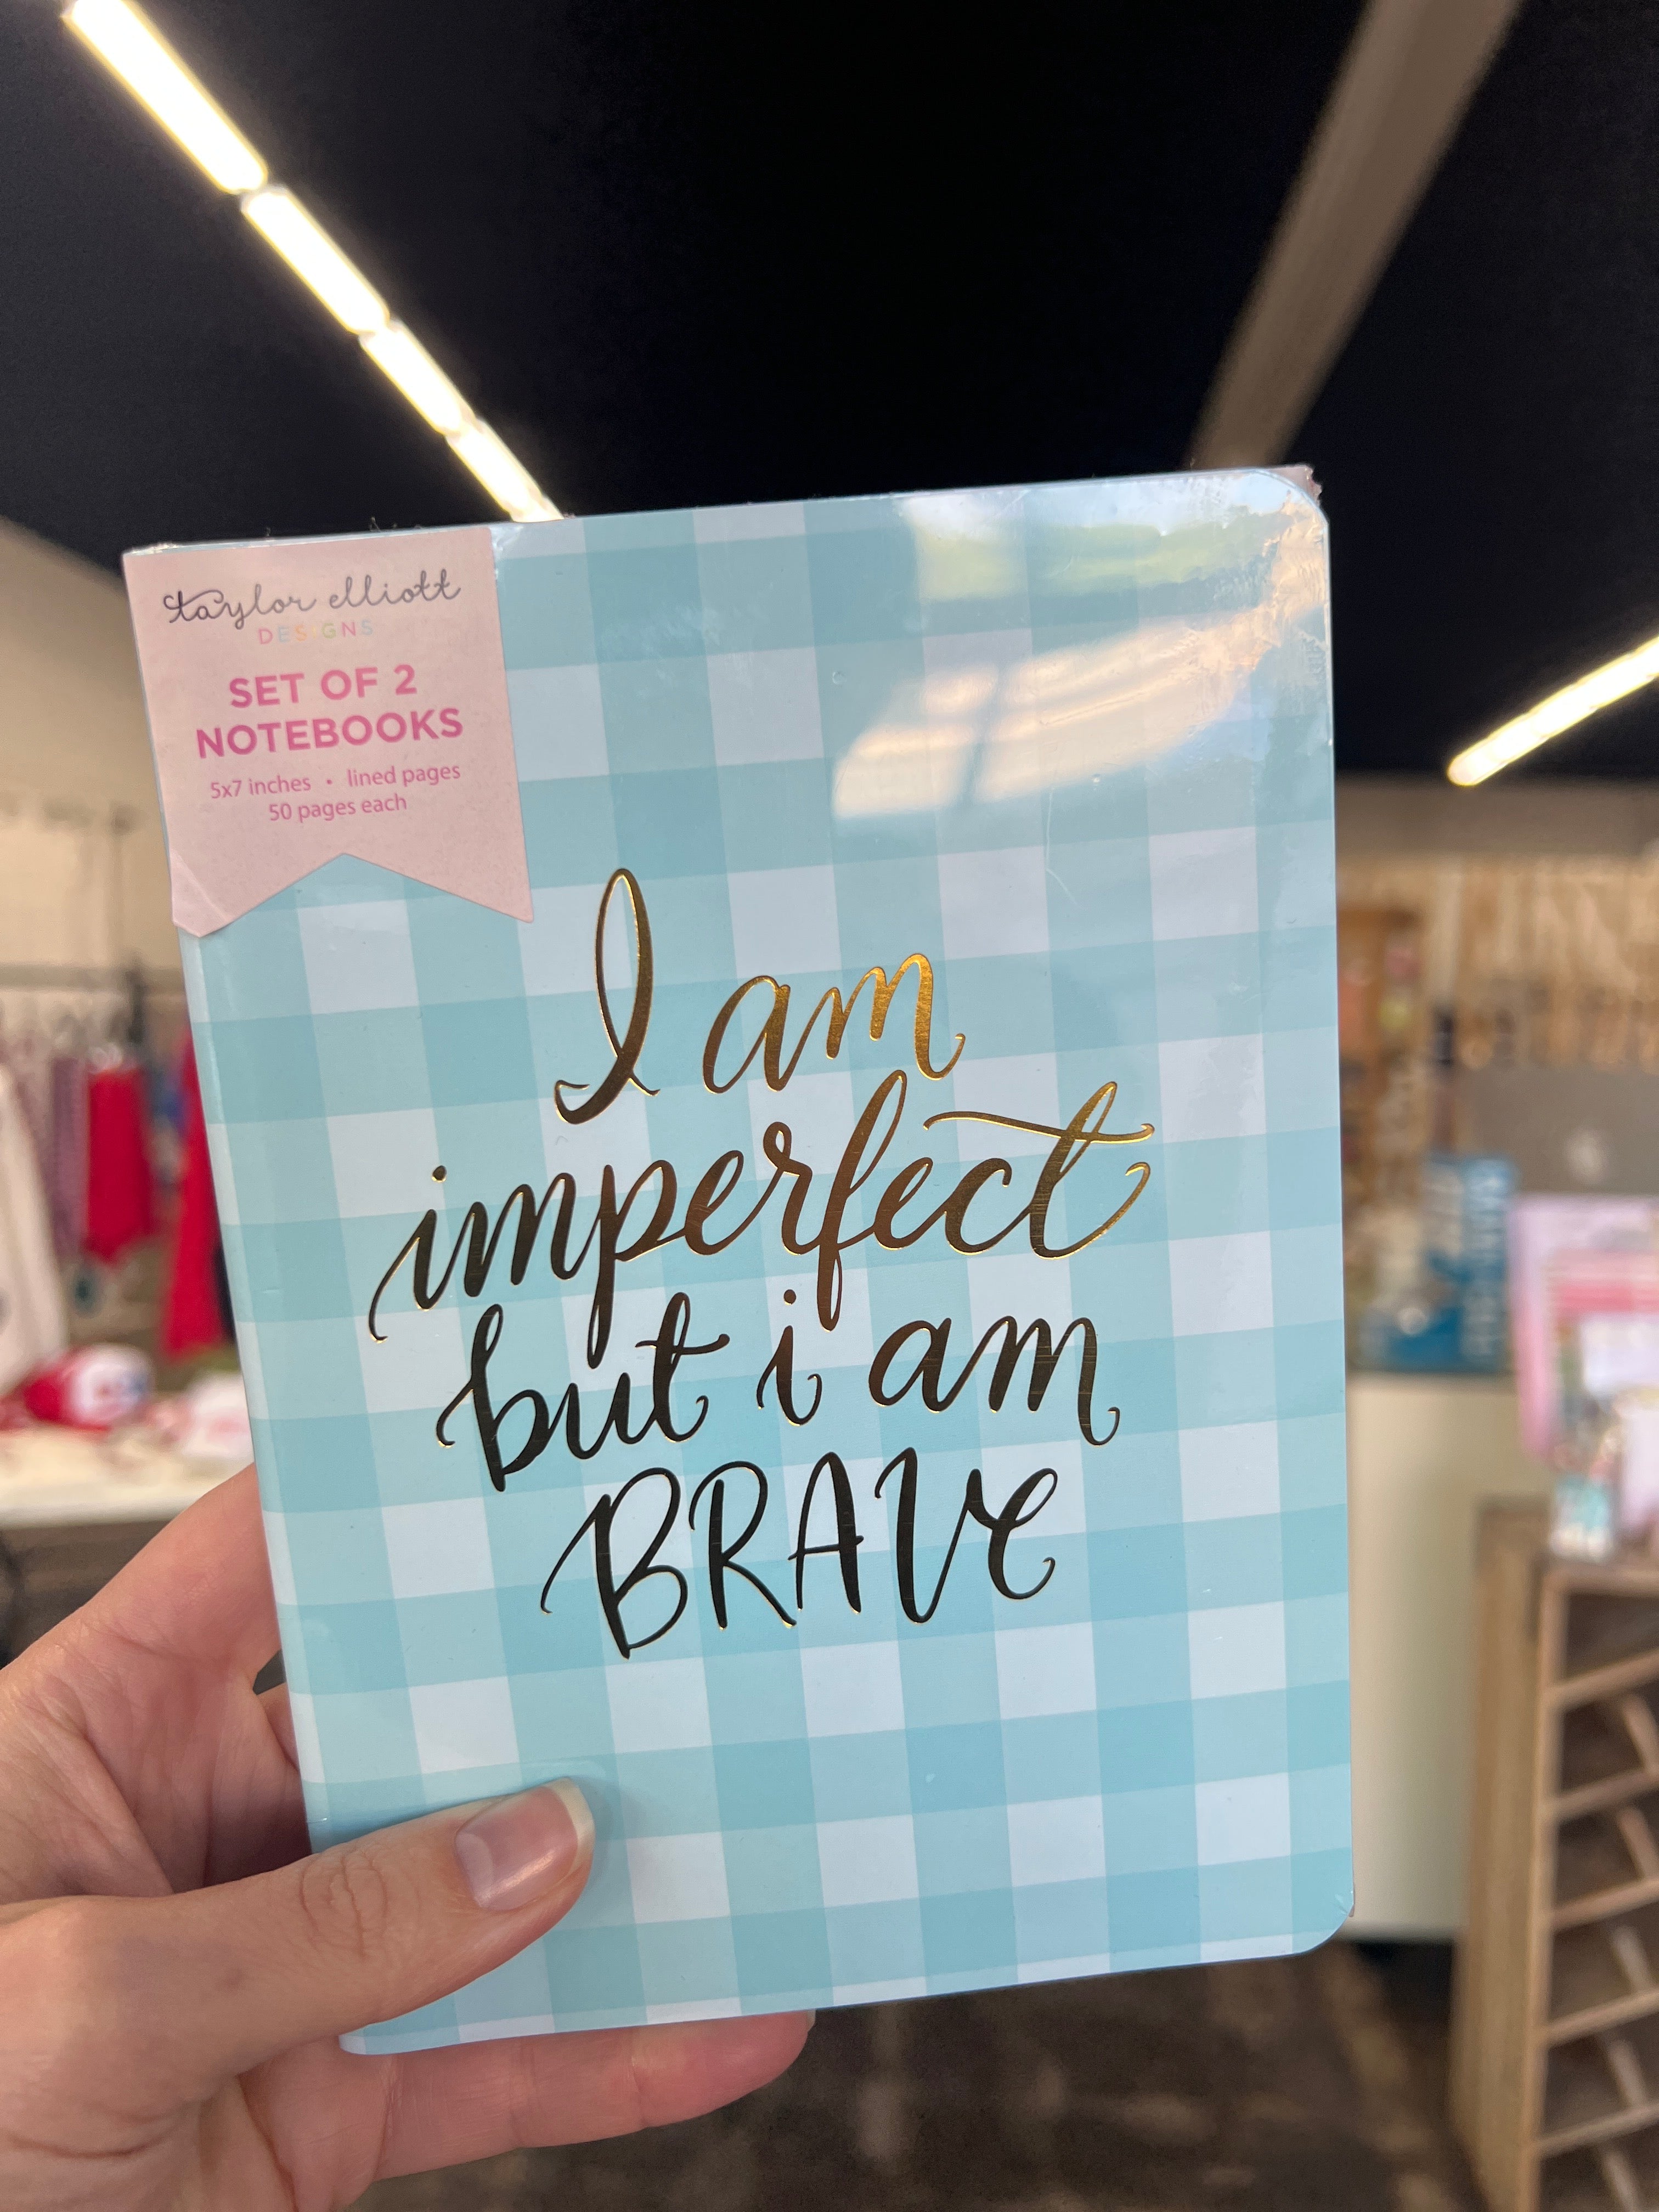 taylor elliott
DESIGNS
SET OF 2
NOTEBOOKS
5x7 inches • lined pages
50 pages each
I am
imperfect
but i am
BRAVe